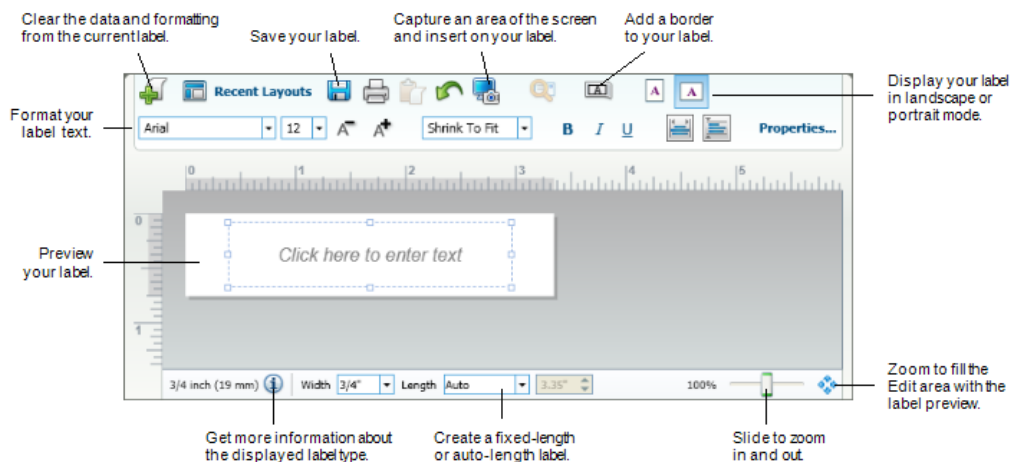 Clear the data and formatting
from the current label.
Save your label.
Capture an area of the screen
and insert on your label.
Add a border
to your label.
Recent Layouts
A
A
A
Display your label
in landscape or
portrait mode.
Format your
label text.
Arial
12
A
A
Shrink To Fit
B
I
U
Properties...
0
1
2
3
4
5
0
1
Click here to enter text
Preview
your label.
3/4 inch (19 mm)
i
Width
3/4"
Length
Auto
3.35"
100%
Zoom to fill the
Edit area with the
label preview.
Get more information about
the displayed label type.
Create a fixed-length
or auto-length label.
Slide to zoom
in and out.